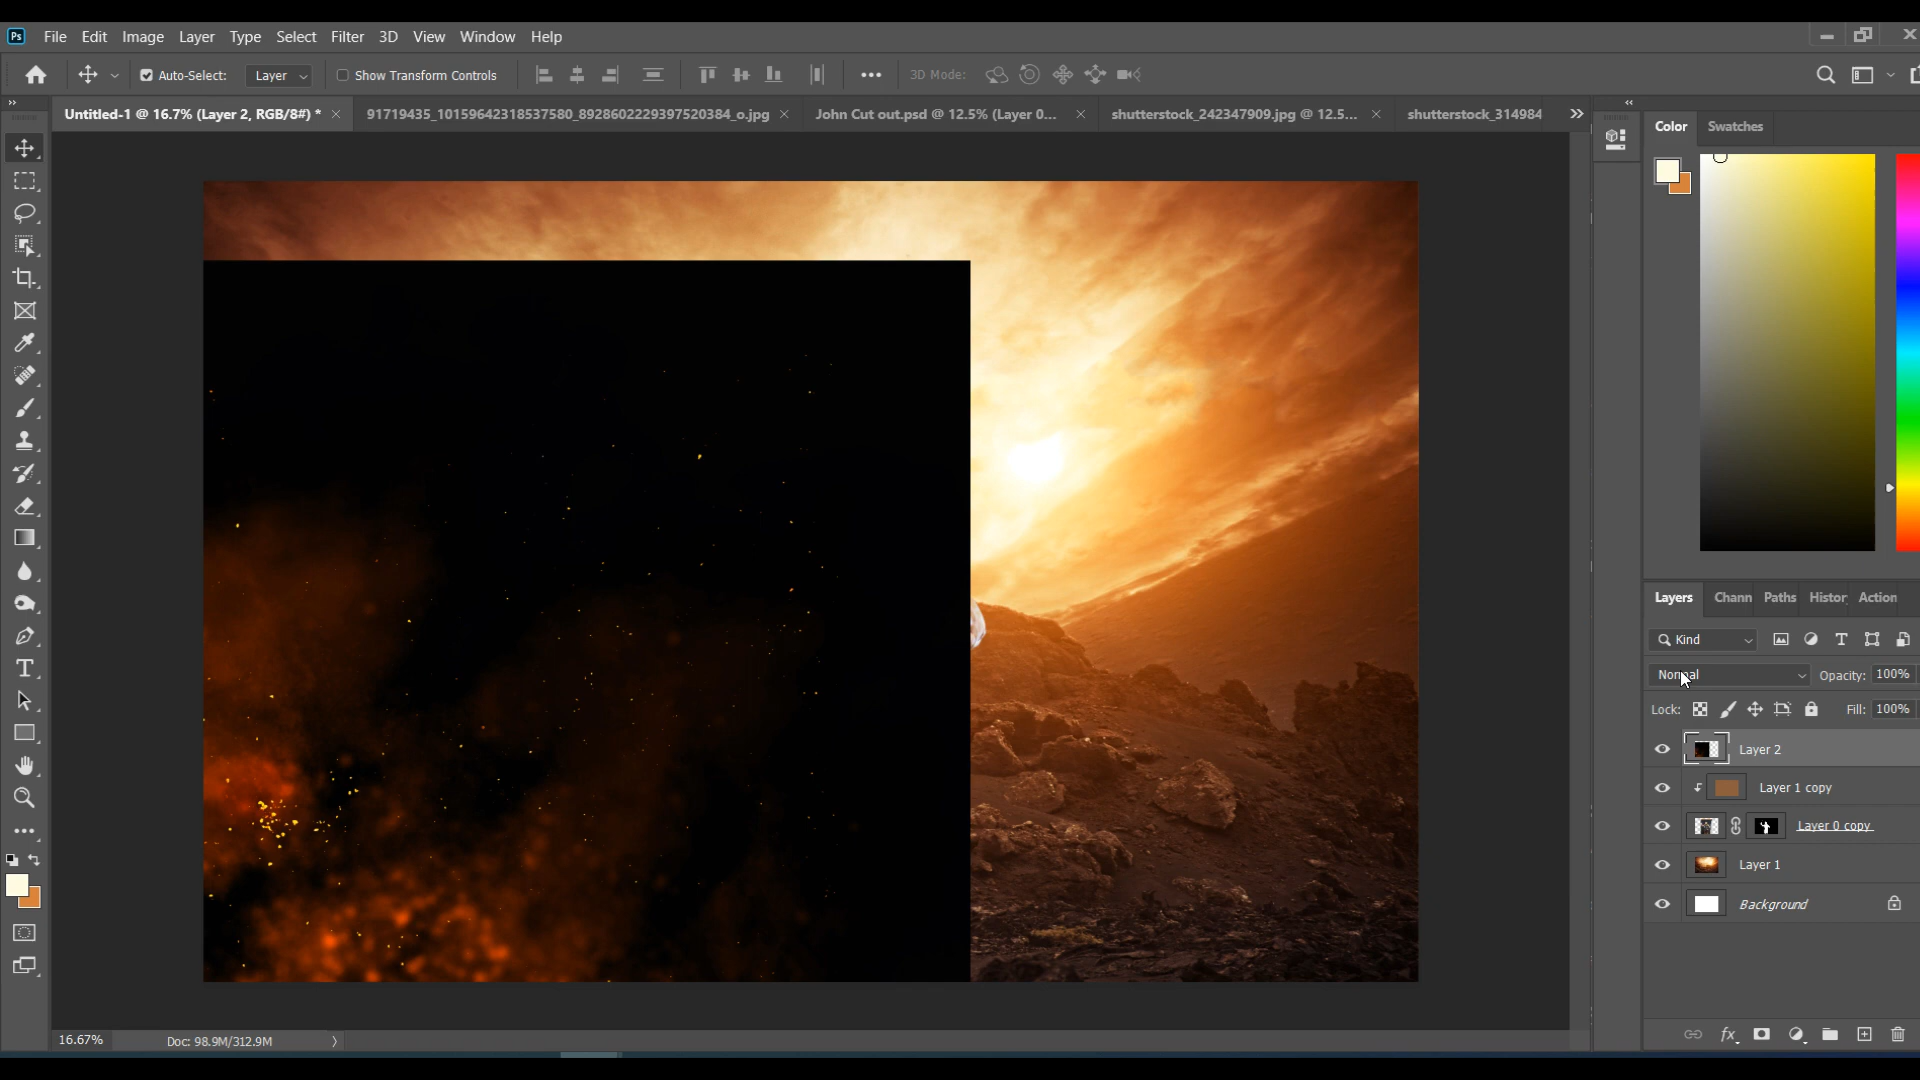 Ps File Edit Image Layer Type Select Filter 3D View Window Help
Auto-Select: Layer Show Transform Controls 3D Mode:
Untitled-1 @ 16.7% (Layer 2, RGB/8#) * 91719435_10159642318537580_8928602229397520384_o.jpg John Cut out.psd @ 12.5% (Layer 0... shutterstock_242347909.jpg @ 12.5... shutterstock_314984
Color Swatches
Layers Chann Paths Histor Action
Kind
Normal Opacity: 100%
Lock: Fill: 100%
Layer 2
Layer 1 copy
Layer 0 copy
Layer 1
Background
fx
16.67% Doc: 98.9M/312.9M